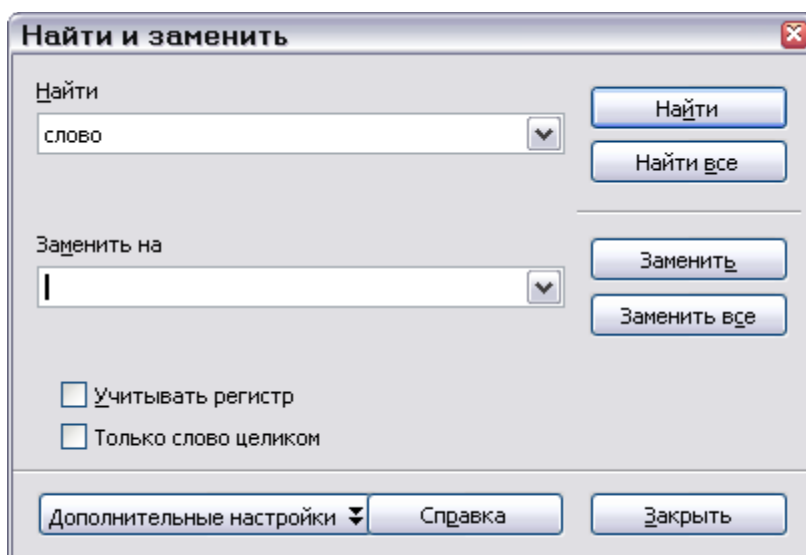 Найти и заменить
Найти
слово
Найти
Найти все
Заменить на
Заменить
Заменить все
Учитывать регистр
Только слово целиком
Дополнительные настройки
Справка
Закрыть